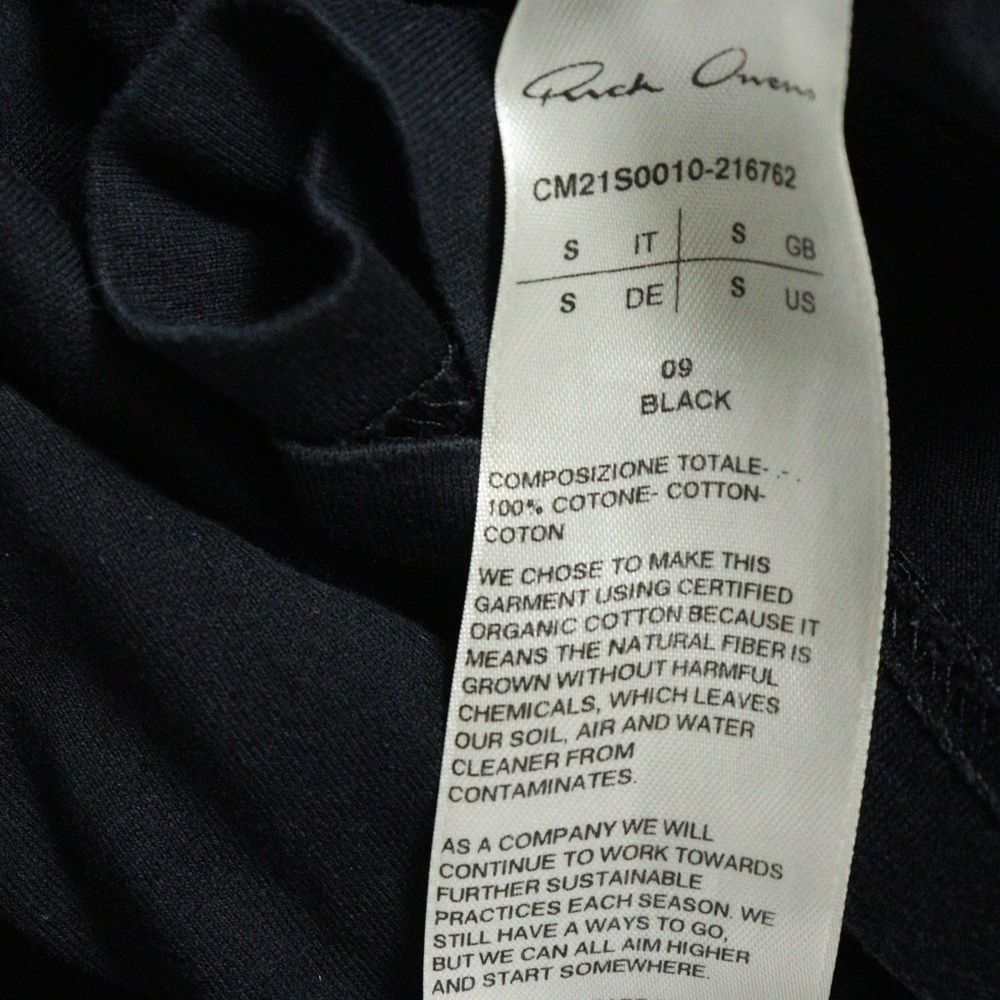 Rick Owens
CM21S0010-216762
S IT S GB
S DE S US
09
BLACK
COMPOSIZIONE TOTALE-
100% COTONE- COTTON-
COTON
WE CHOSE TO MAKE THIS
GARMENT USING CERTIFIED
ORGANIC COTTON BECAUSE IT
MEANS THE NATURAL FIBER IS
GROWN WITHOUT HARMFUL
CHEMICALS, WHICH LEAVES
OUR SOIL, AIR AND WATER
CLEANER FROM
CONTAMINATES.
AS A COMPANY WE WILL
CONTINUE TO WORK TOWARDS
FURTHER SUSTAINABLE
PRACTICES EACH SEASON. WE
STILL HAVE A WAYS TO GO,
BUT WE CAN ALL AIM HIGHER
AND START SOMEWHERE.